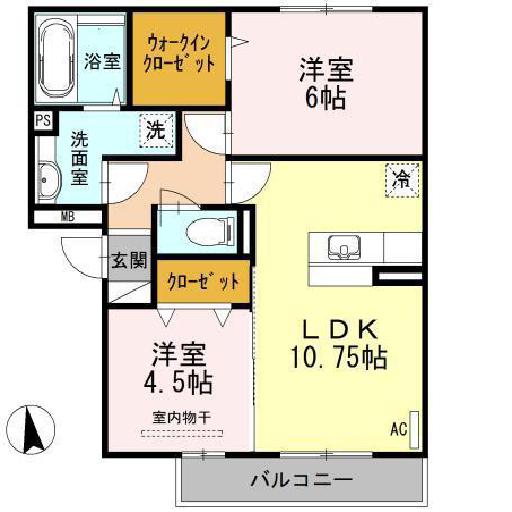 浴室
ウォークイン
クローゼット
洋室
6帖
PS
洗
洗面室
冷
MB
玄関
クローゼット
洋室
4.5帖
室内物干
LDK
10.75帖
AC
バルコニー